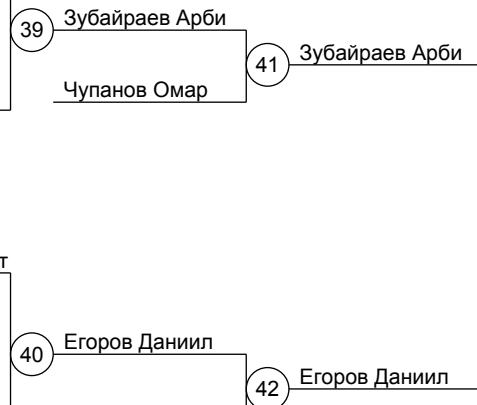 39
Зубайраев Арби
41
Зубайраев Арби
Чупанов Омар
т
40
Егоров Даниил
42
Егоров Даниил